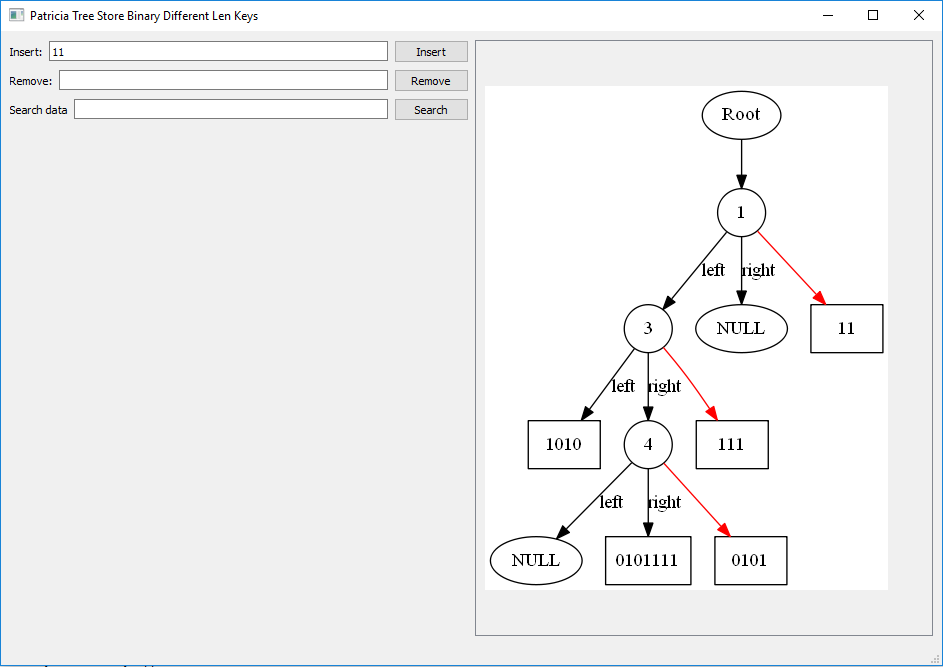 Patricia Tree Store Binary Different Len Keys
Insert: 11 Insert
Remove: Remove
Search data Search
Root
1
left right
3 NULL 11
left right
1010 4 111
left right
NULL 0101111 0101